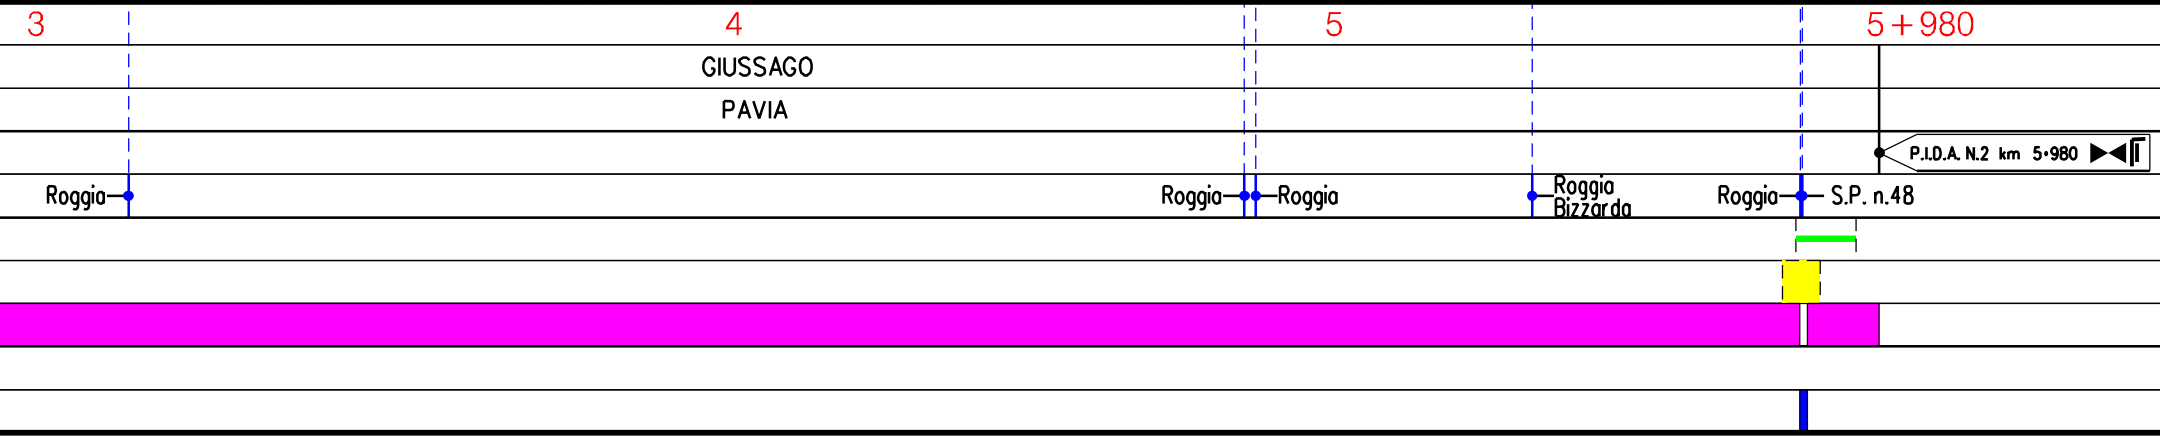 3 4 5 5+980
GIUSSAGO
PAVIA
P.I.D.A. N.2 km 5+980
Roggia Roggia Roggia Roggia Bizzarda Roggia S.P. n.48